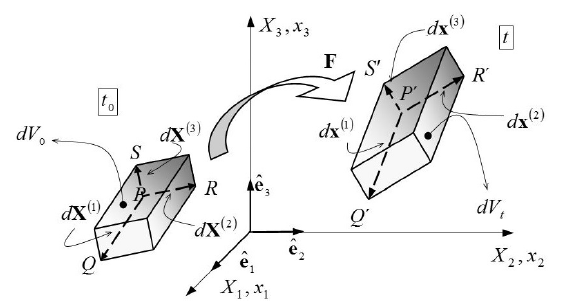 X₃, x₃
dx⁽³⁾
t
F
S′
R′
P′
t₀
dV₀
dX⁽³⁾
dx⁽¹⁾
dx⁽²⁾
S
P
R
ê₃
dX⁽¹⁾
dX⁽²⁾
Q′
dVₜ
Q
ê₁
ê₂
X₂, x₂
X₁, x₁